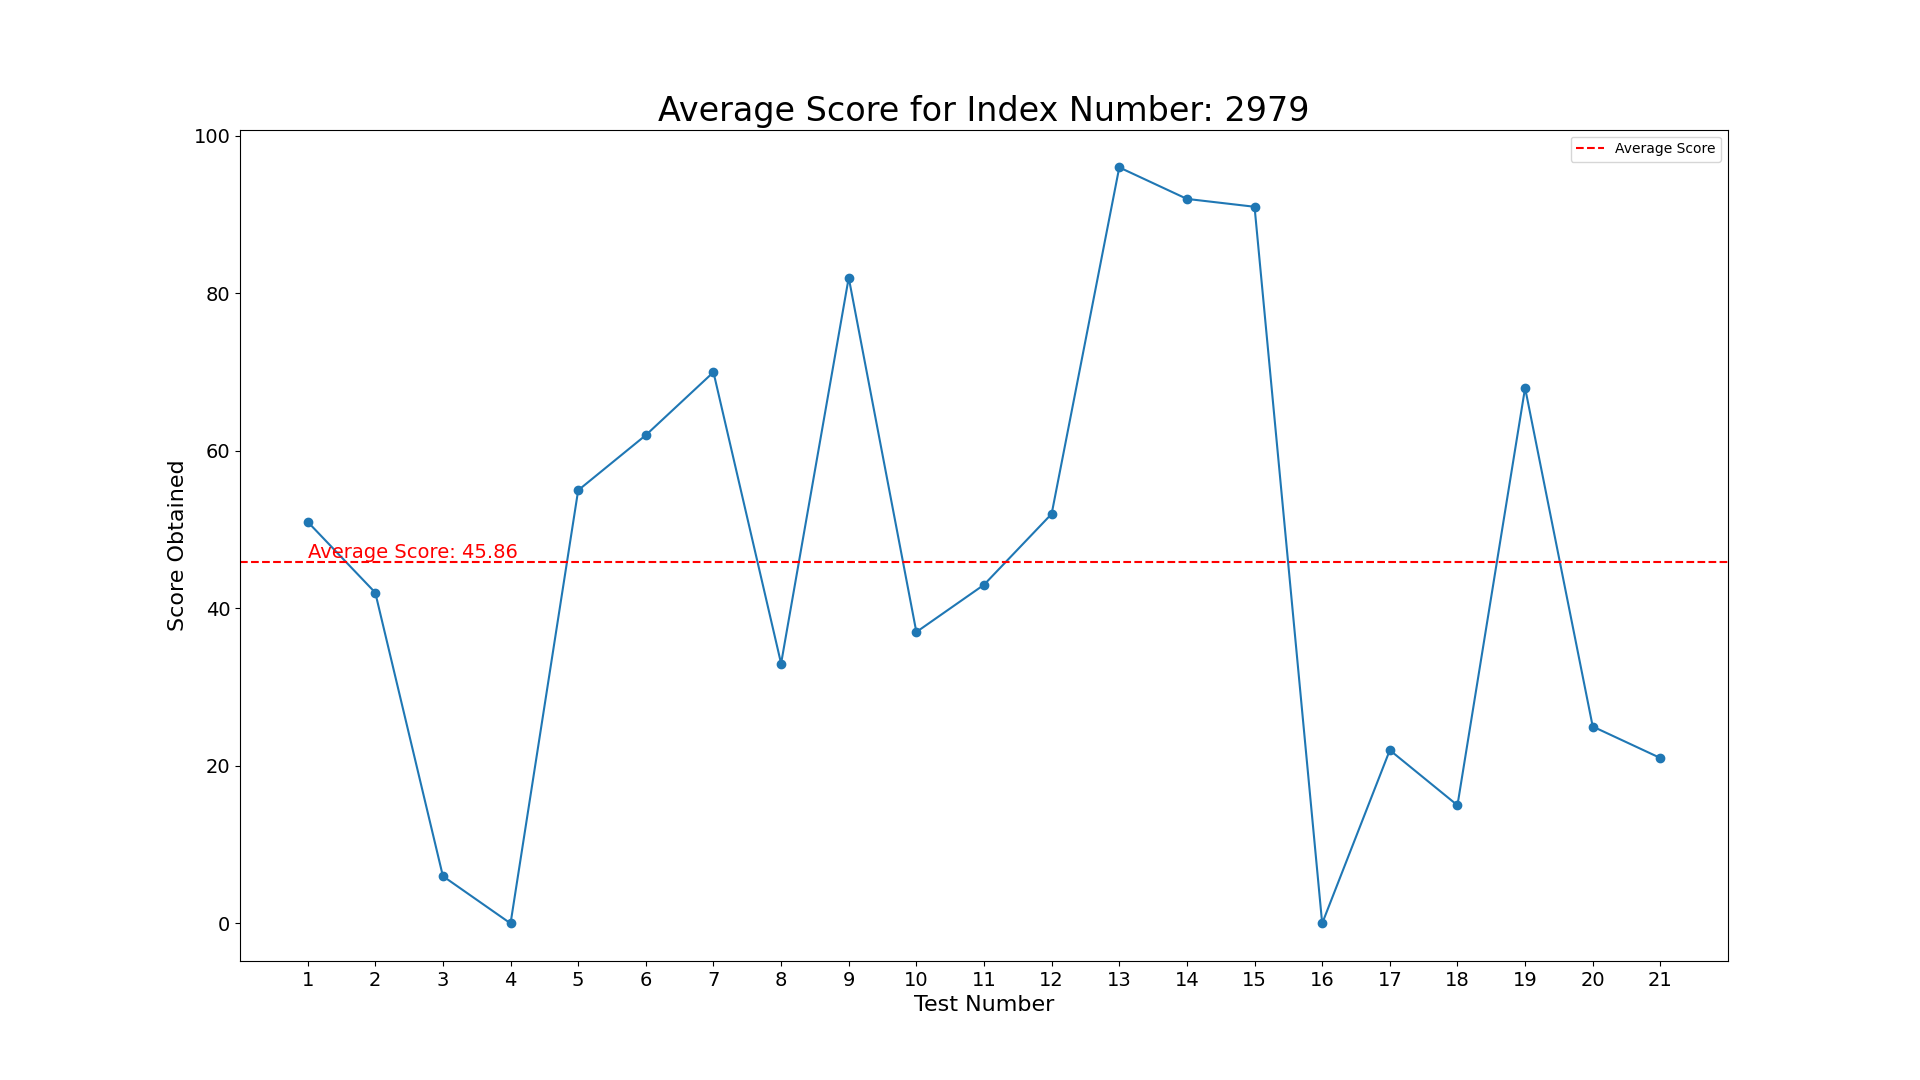 Average Score for Index Number: 2979
Average Score
100
80
60
40
20
0
Score Obtained
Average Score: 45.86
1 2 3 4 5 6 7 8 9 10 11 12 13 14 15 16 17 18 19 20 21
Test Number